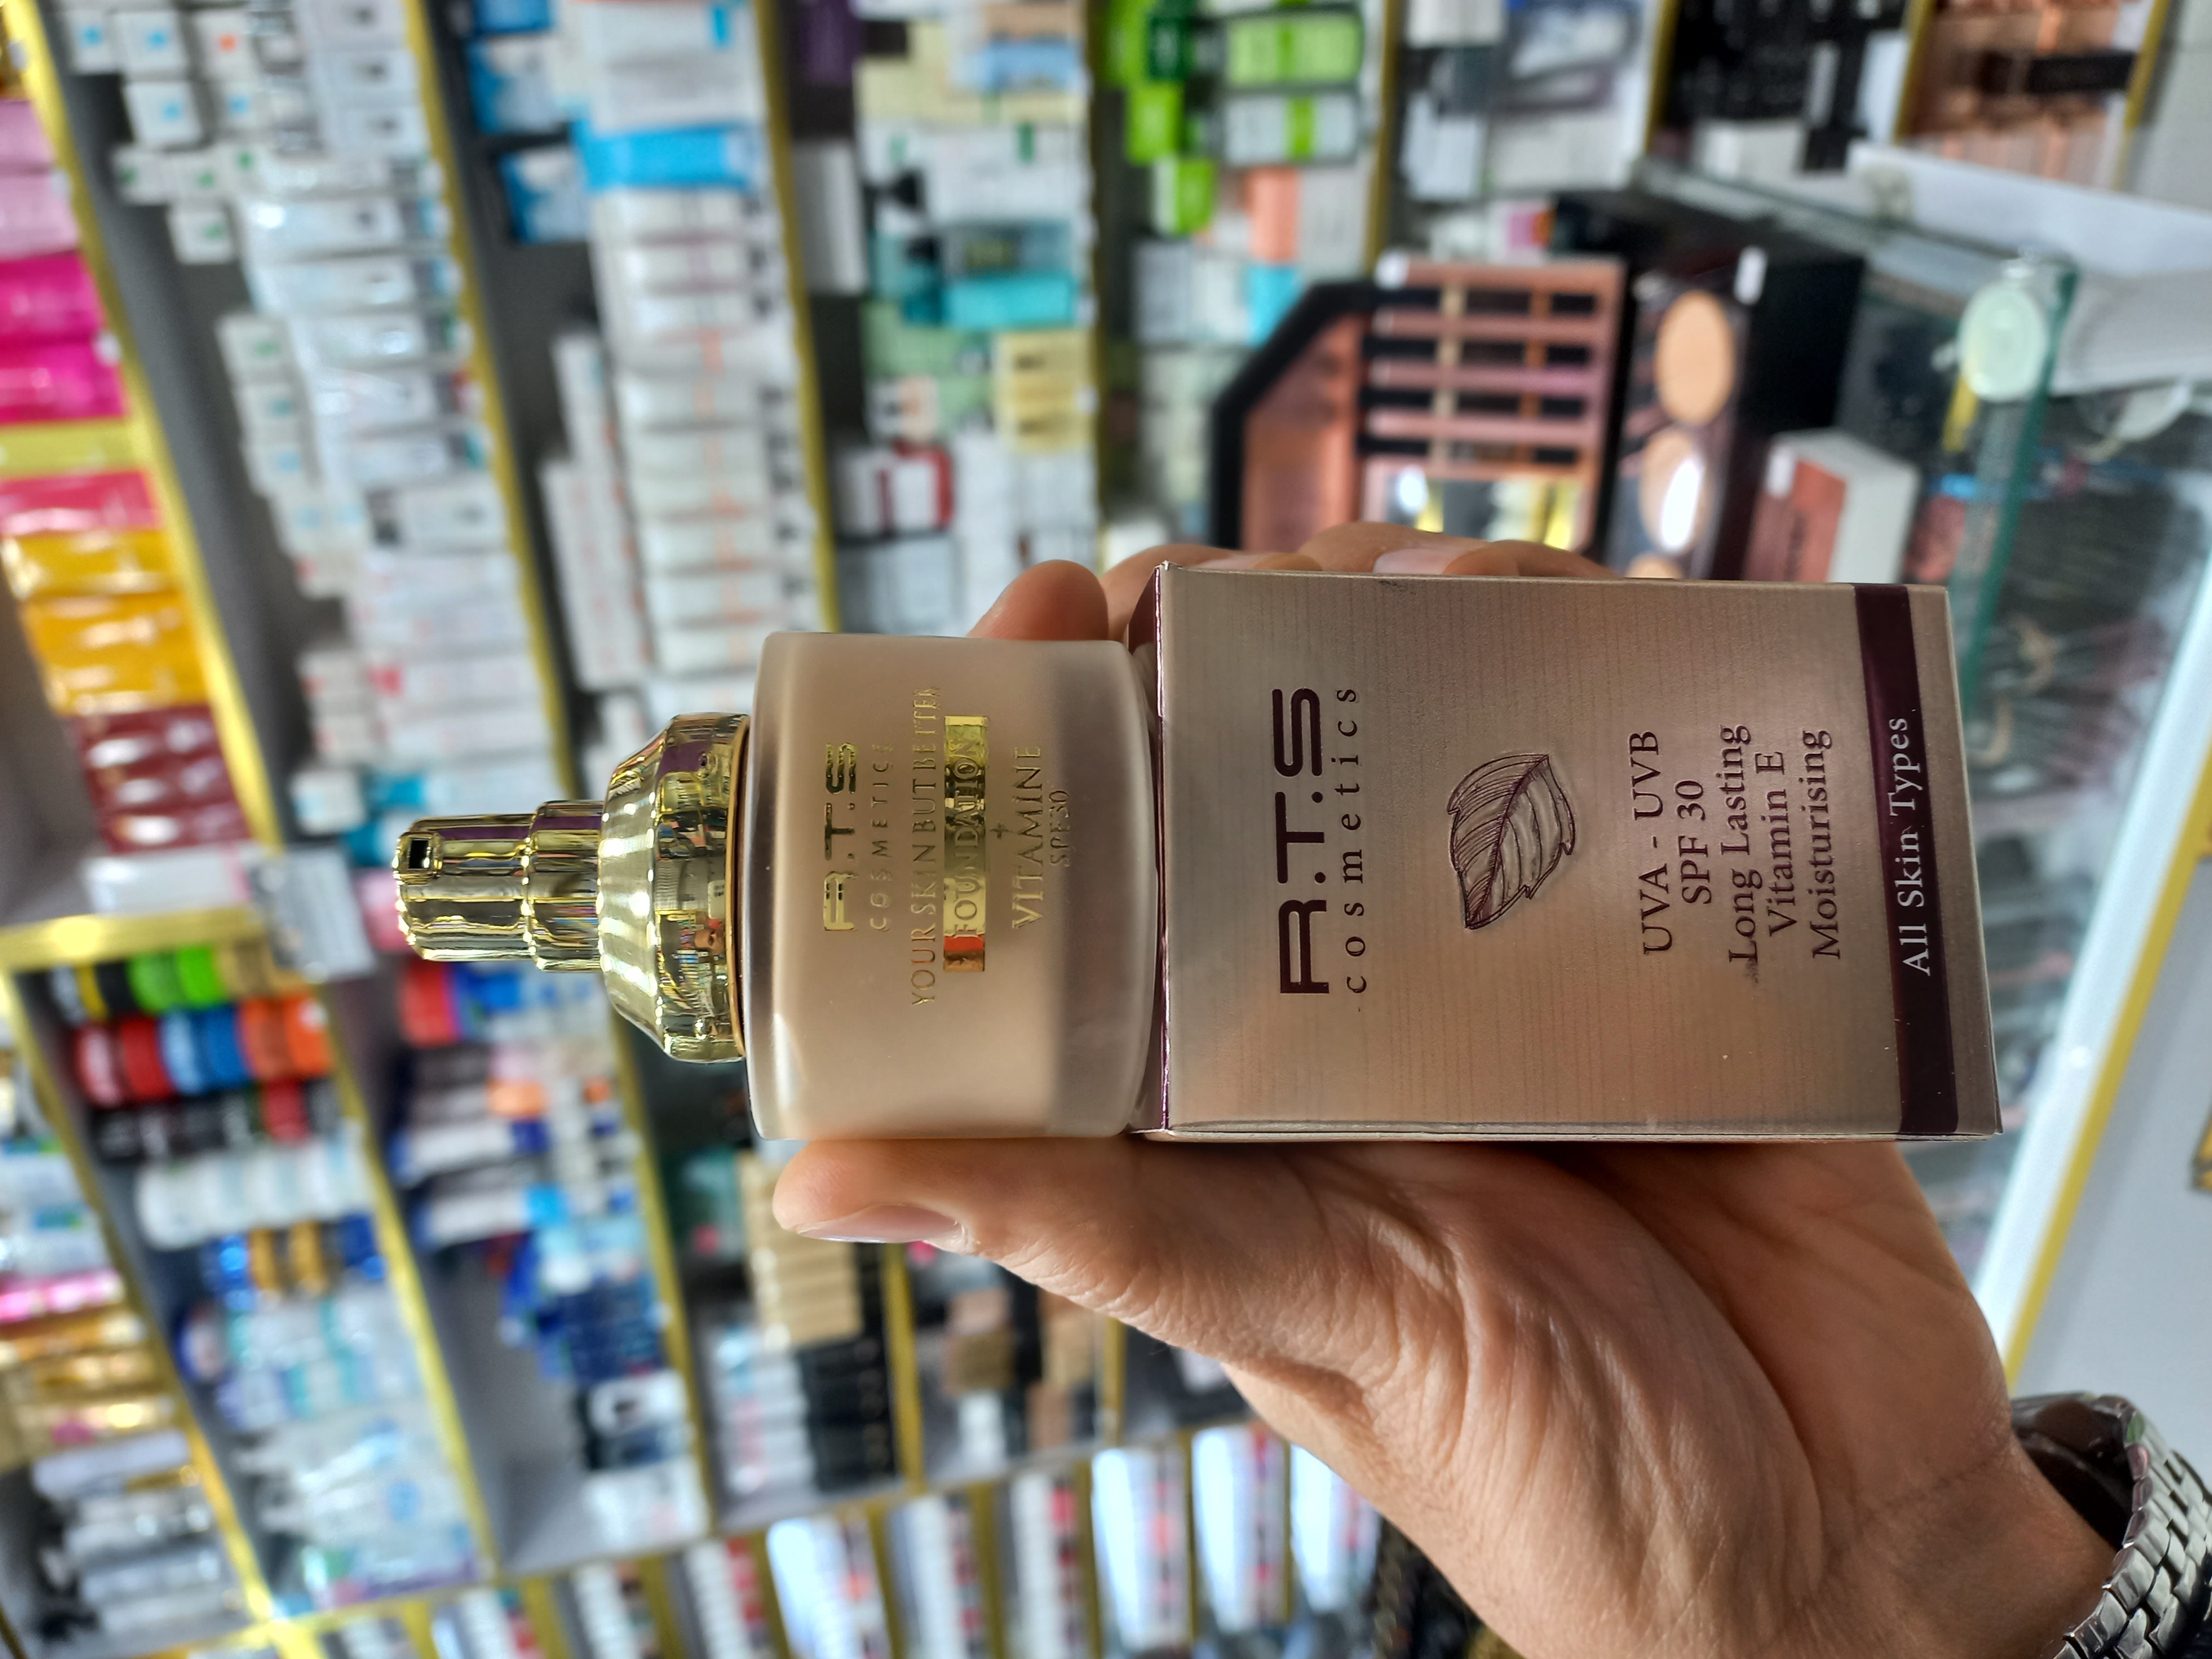 R.T.S
COSMETICS
YOUR SKIN BUT BETTER
FOUNDATION
+
VITAMINE
SPF30
R.T.S
cosmetics
UVA - UVB
SPF 30
Long Lasting
Vitamin E
Moisturising
All Skin Types